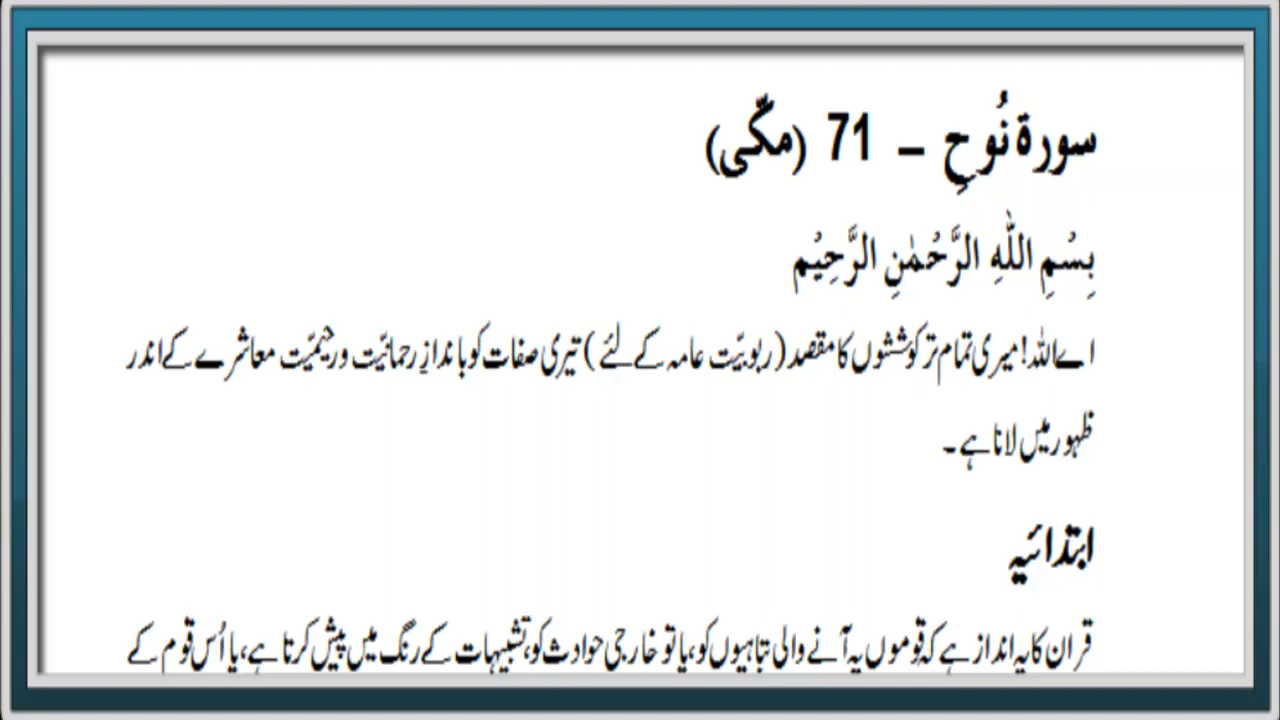 سورۃ نُوحِ – 71 (مکّی)
بِسْمِ اللّٰهِ الرَّحْمٰنِ الرَّحِیْم
اے اللہ! میری تمام تر کوششوں کا مقصد (ربوبیّت عامہ کے لئے) تیری صفات کو باندازِ رحمانیّت ورحیمیّت معاشرے کے اندر
ظہور میں لانا ہے۔
ابتدائیہ
قرآن کا یہ انداز ہے کہ قوموں پہ آنے والی تباہیوں کو، یا تو خارجی حوادث کو، تشبیہات کے رنگ میں پیش کرتا ہے، یا اُس قوم کے